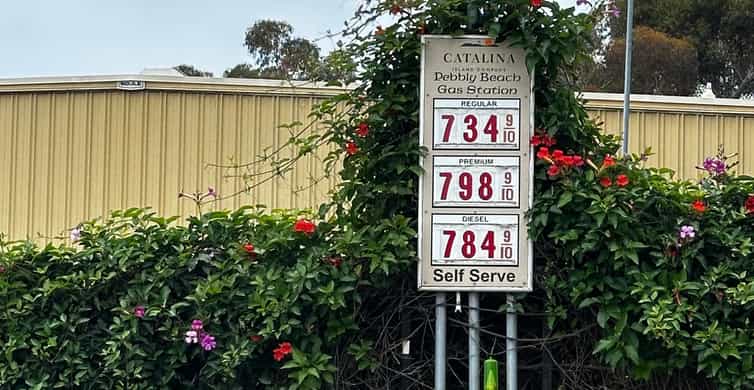 CATALINA
ISLAND COMPANY
Pebbly Beach
Gas Station
REGULAR
734 9/10
PREMIUM
798 9/10
DIESEL
784 9/10
Self Serve